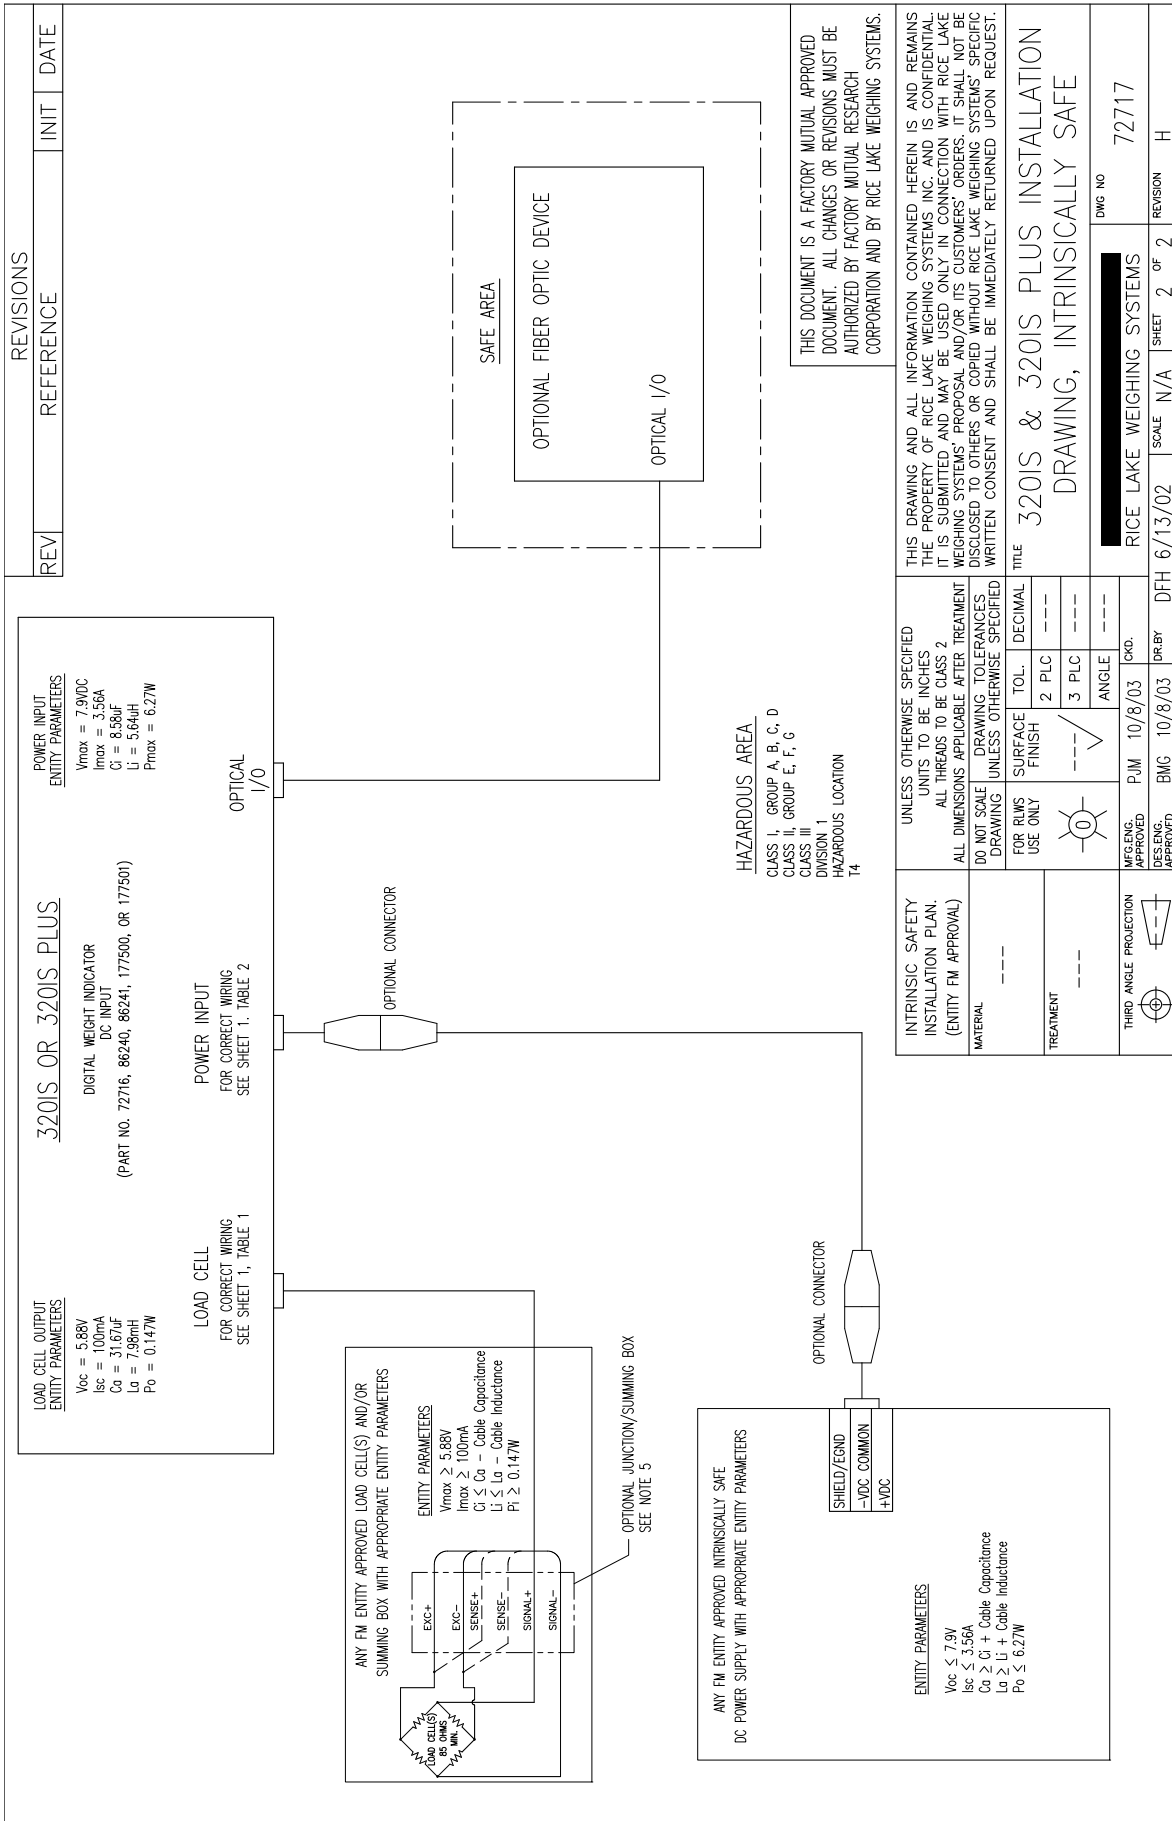 REVISIONS
REV REFERENCE INIT DATE
320IS OR 320IS PLUS
DIGITAL WEIGHT INDICATOR
DC INPUT
(PART NO. 72716, 86240, 86241, 177500, OR 177501)
LOAD CELL OUTPUT
ENTITY PARAMETERS
Voc = 5.88V
Isc = 100mA
Ca = 31.67uF
La = 7.98mH
Po = 0.147W
POWER INPUT
ENTITY PARAMETERS
Vmax = 7.9VDC
Imax = 3.56A
Ci = 8.58uF
Li = 5.64uH
Pmax = 6.27W
LOAD CELL
FOR CORRECT WIRING
SEE SHEET 1, TABLE 1
POWER INPUT
FOR CORRECT WIRING
SEE SHEET 1. TABLE 2
OPTICAL
I/O
OPTIONAL CONNECTOR
ANY FM ENTITY APPROVED LOAD CELL(S) AND/OR
SUMMING BOX WITH APPROPRIATE ENTITY PARAMETERS
LOAD CELL(S)
85 OHMS
MIN.
EXC+
EXC-
SENSE+
SENSE-
SIGNAL+
SIGNAL-
ENTITY PARAMETERS
Vmax ≥ 5.88V
Imax ≥ 100mA
Ci ≤ Ca - Cable Capacitance
Li ≤ La - Cable Inductance
Pi ≥ 0.147W
OPTIONAL JUNCTION/SUMMING BOX
SEE NOTE 5
SAFE AREA
OPTIONAL FIBER OPTIC DEVICE
OPTICAL I/O
ANY FM ENTITY APPROVED INTRINSICALLY SAFE
DC POWER SUPPLY WITH APPROPRIATE ENTITY PARAMETERS
SHIELD/EGND
-VDC COMMON
+VDC
ENTITY PARAMETERS
Voc ≤ 7.9V
Isc ≤ 3.56A
Ca ≥ Ci + Cable Capacitance
La ≥ Li + Cable Inductance
Po ≤ 6.27W
OPTIONAL CONNECTOR
HAZARDOUS AREA
CLASS I, GROUP A, B, C, D
CLASS II, GROUP E, F, G
CLASS III
DIVISION 1
HAZARDOUS LOCATION
T4
THIS DOCUMENT IS A FACTORY MUTUAL APPROVED
DOCUMENT. ALL CHANGES OR REVISIONS MUST BE
AUTHORIZED BY FACTORY MUTUAL RESEARCH
CORPORATION AND BY RICE LAKE WEIGHING SYSTEMS.
INTRINSIC SAFETY
INSTALLATION PLAN.
(ENTITY FM APPROVAL)
MATERIAL
---
TREATMENT
---
THIRD ANGLE PROJECTION
UNLESS OTHERWISE SPECIFIED
UNITS TO BE INCHES
ALL THREADS TO BE CLASS 2
ALL DIMENSIONS APPLICABLE AFTER TREATMENT
DO NOT SCALE
DRAWING
DRAWING TOLERANCES
UNLESS OTHERWISE SPECIFIED
FOR RLWS
USE ONLY
0
SURFACE
FINISH
---
TOL. DECIMAL
2 PLC ---
3 PLC ---
ANGLE ---
MFG.ENG.
APPROVED PJM 10/8/03 CKD.
DES.ENG.
APPROVED BMG 10/8/03 DR.BY DFH 6/13/02
THIS DRAWING AND ALL INFORMATION CONTAINED HEREIN IS AND REMAINS
THE PROPERTY OF RICE LAKE WEIGHING SYSTEMS INC. AND IS CONFIDENTIAL.
IT IS SUBMITTED AND MAY BE USED ONLY IN CONNECTION WITH RICE LAKE
WEIGHING SYSTEMS' PROPOSAL AND/OR ITS CUSTOMERS' ORDERS. IT SHALL NOT BE
DISCLOSED TO OTHERS OR COPIED WITHOUT RICE LAKE WEIGHING SYSTEMS' SPECIFIC
WRITTEN CONSENT AND SHALL BE IMMEDIATELY RETURNED UPON REQUEST.
TITLE
320IS & 320IS PLUS INSTALLATION
DRAWING, INTRINSICALLY SAFE
RICE LAKE WEIGHING SYSTEMS
DWG NO
72717
SCALE N/A SHEET 2 OF 2 REVISION H